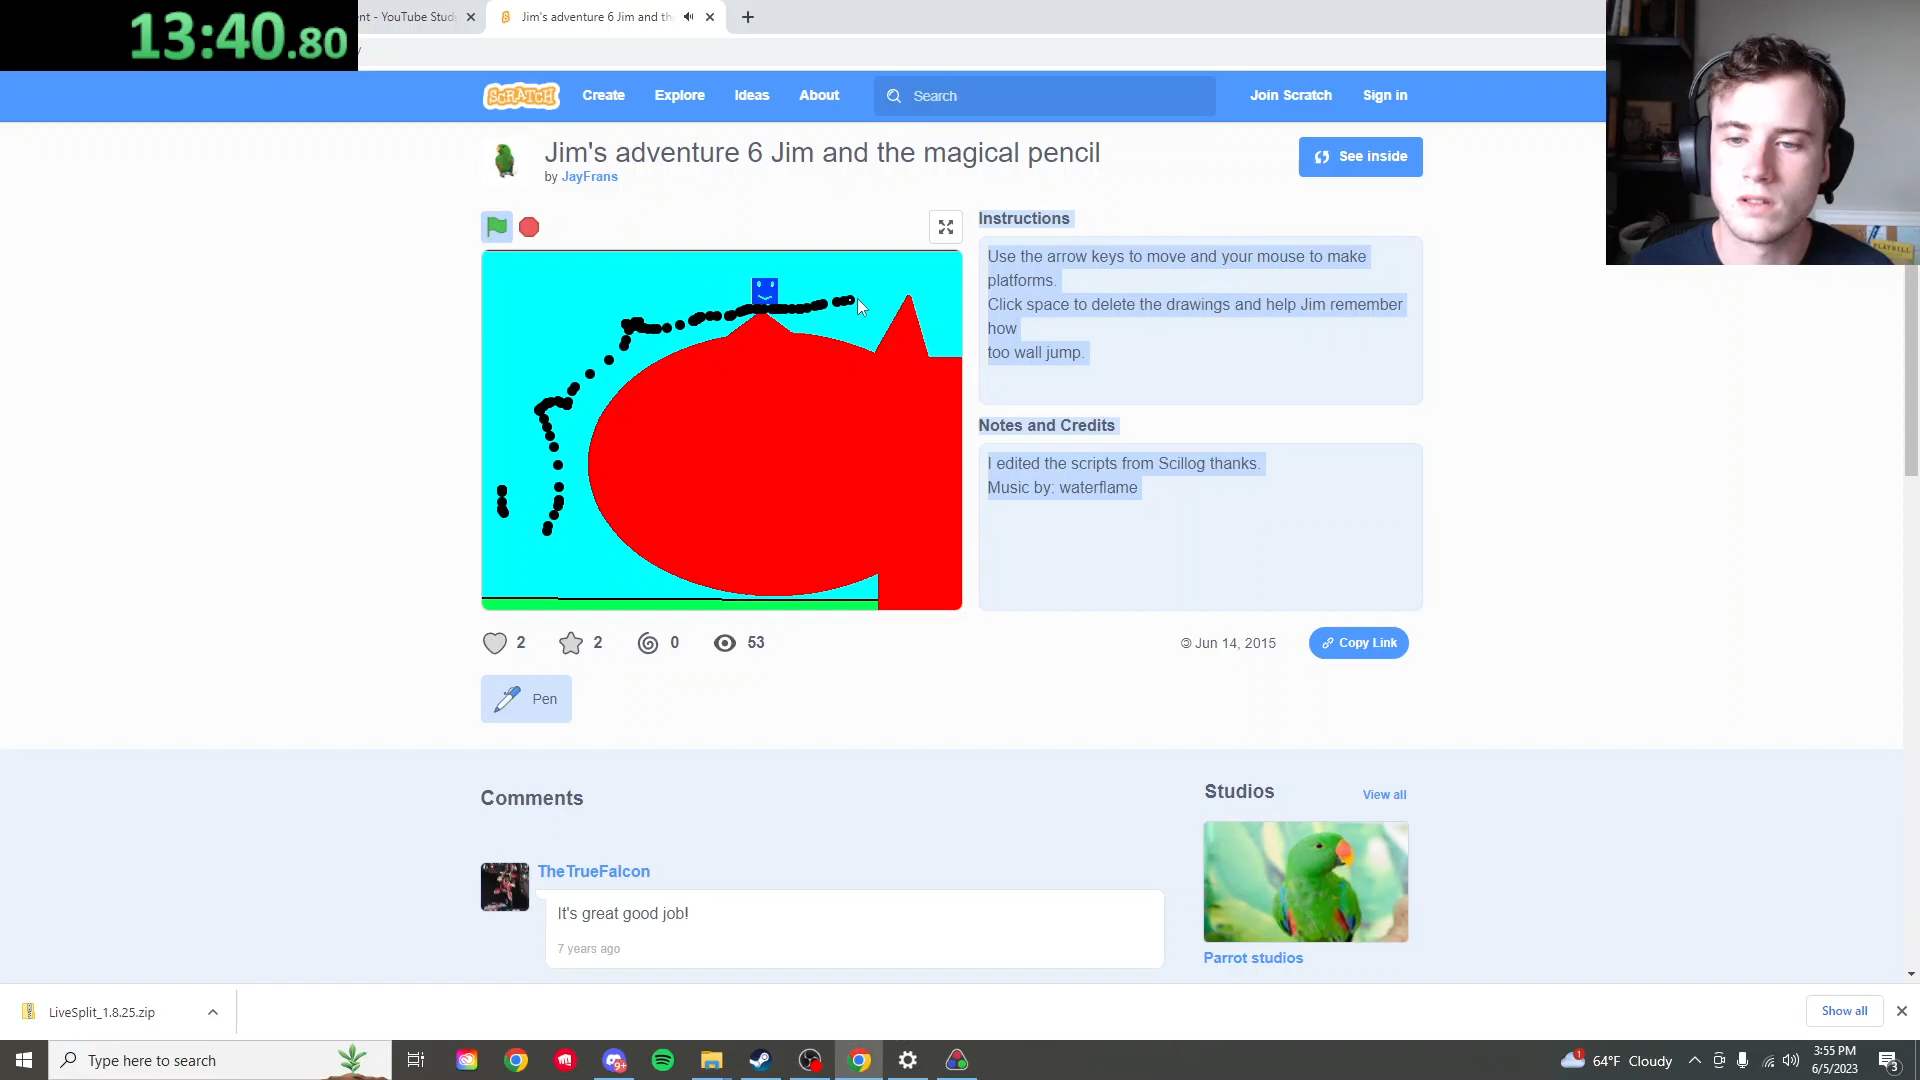 13:40.80
nt - YouTube Stud
Jim's adventure 6 Jim and th
SCRATCH
Create
Explore
Ideas
About
Search
Join Scratch
Sign in
Jim's adventure 6 Jim and the magical pencil
by JayFrans
See inside
Instructions
Use the arrow keys to move and your mouse to make
platforms.
Click space to delete the drawings and help Jim remember
how
too wall jump.
Notes and Credits
I edited the scripts from Scillog thanks.
Music by: waterflame
2
2
0
53
© Jun 14, 2015
Copy Link
Pen
Comments
TheTrueFalcon
It's great good job!
7 years ago
Studios
View all
Parrot studios
LiveSplit_1.8.25.zip
Show all
Type here to search
9+
1
64°F Cloudy
3:55 PM
6/5/2023
3